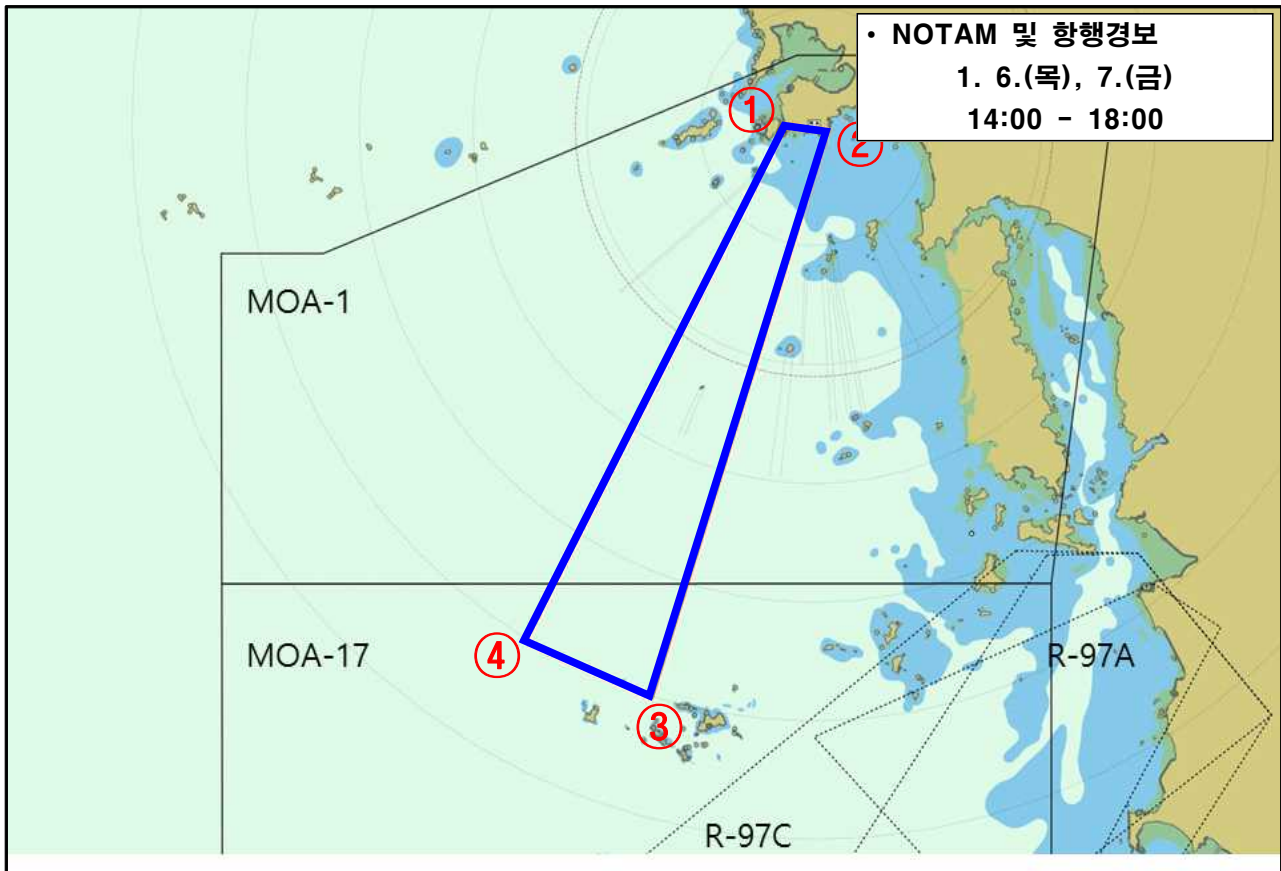 • NOTAM 및 항행경보
1. 6.(목), 7.(금)
14:00 - 18:00
①
②
MOA-1
MOA-17
④
③
R-97A
R-97C